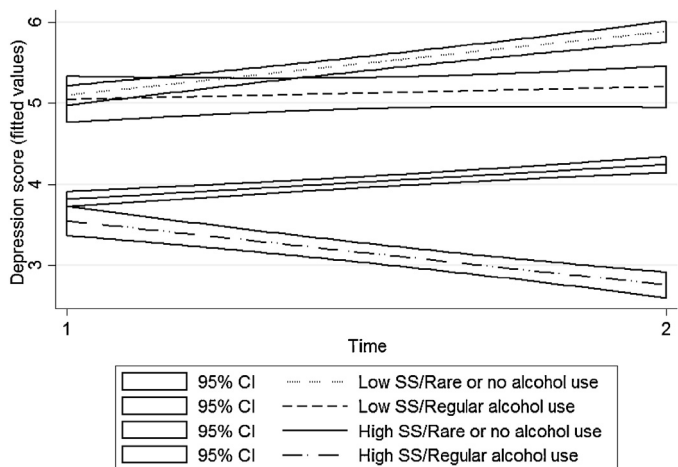 Depression score (fitted values)
6
5
4
3
1
2
Time
95% CI Low SS/Rare or no alcohol use
95% CI Low SS/Regular alcohol use
95% CI High SS/Rare or no alcohol use
95% CI High SS/Regular alcohol use